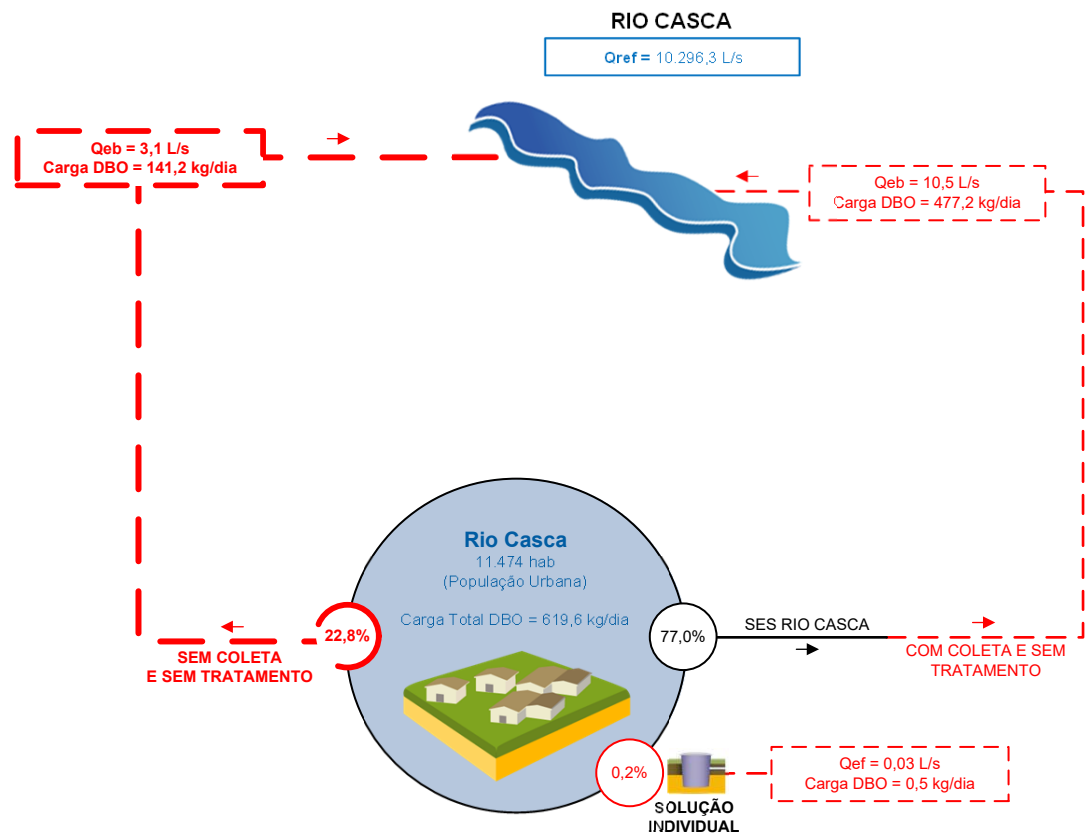 RIO CASCA
Qref = 10.296,3 L/s
Qeb = 3,1 L/s
Carga DBO = 141,2 kg/dia
Qeb = 10,5 L/s
Carga DBO = 477,2 kg/dia
Rio Casca
11.474 hab
(População Urbana)
Carga Total DBO = 619,6 kg/dia
22,8%
SEM COLETA
E SEM TRATAMENTO
77,0%
SES RIO CASCA
COM COLETA E SEM
TRATAMENTO
0,2%
SOLUÇÃO
INDIVIDUAL
Qef = 0,03 L/s
Carga DBO = 0,5 kg/dia